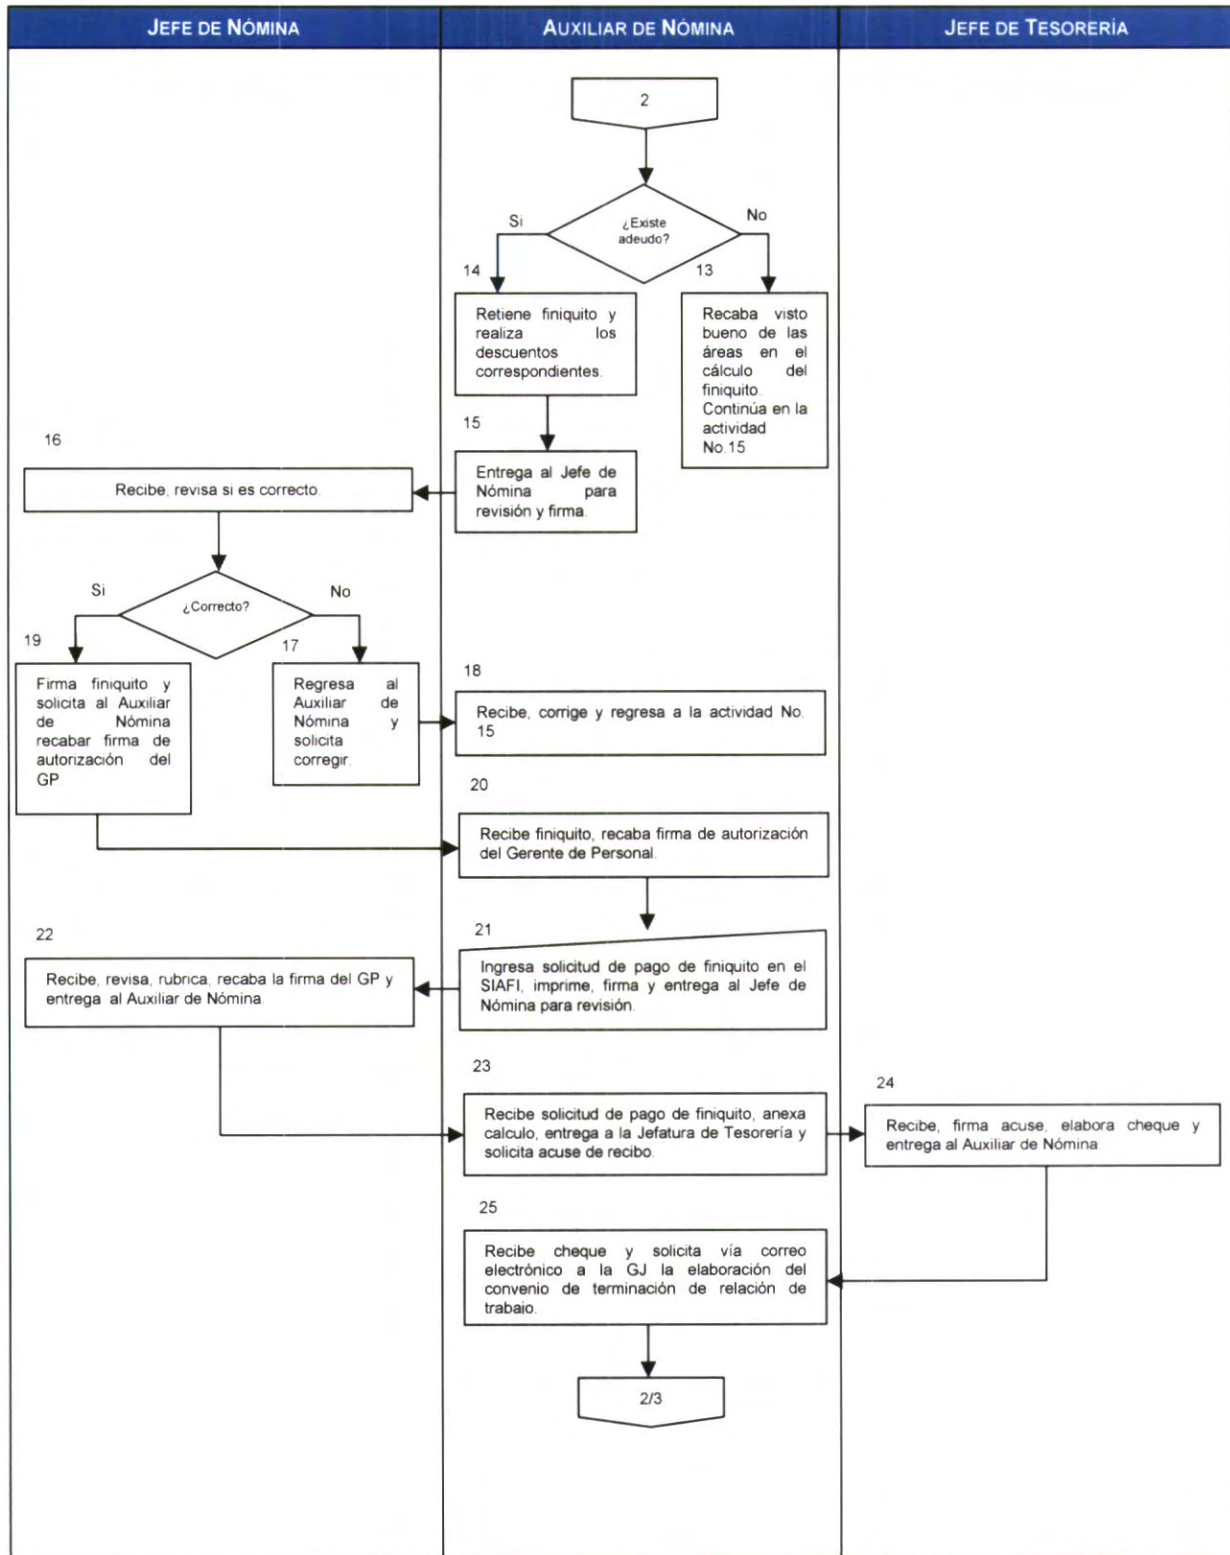 JEFE DE NÓMINA
AUXILIAR DE NÓMINA
JEFE DE TESORERÍA
2
¿Existe
adeudo?
Si
No
14
Retiene finiquito y
realiza los
descuentos
correspondientes.
13
Recaba visto
bueno de las
áreas en el
cálculo del
finiquito.
Continúa en la
actividad
No.15
15
Entrega al Jefe de
Nómina para
revisión y firma.
16
Recibe, revisa si es correcto.
¿Correcto?
Si
No
19
Firma finiquito y
solicita al Auxiliar
de Nómina
recabar firma de
autorización del
GP
17
Regresa al
Auxiliar de
Nómina y
solicita
corregir.
18
Recibe, corrige y regresa a la actividad No.
15
20
Recibe finiquito, recaba firma de autorización
del Gerente de Personal.
21
Ingresa solicitud de pago de finiquito en el
SIAFI, imprime, firma y entrega al Jefe de
Nómina para revisión.
22
Recibe, revisa, rubrica, recaba la firma del GP y
entrega al Auxiliar de Nómina.
23
Recibe solicitud de pago de finiquito, anexa
calculo, entrega a la Jefatura de Tesorería y
solicita acuse de recibo.
24
Recibe, firma acuse, elabora cheque y
entrega al Auxiliar de Nómina
25
Recibe cheque y solicita vía correo
electrónico a la GJ la elaboración del
convenio de terminación de relación de
trabajo.
2/3